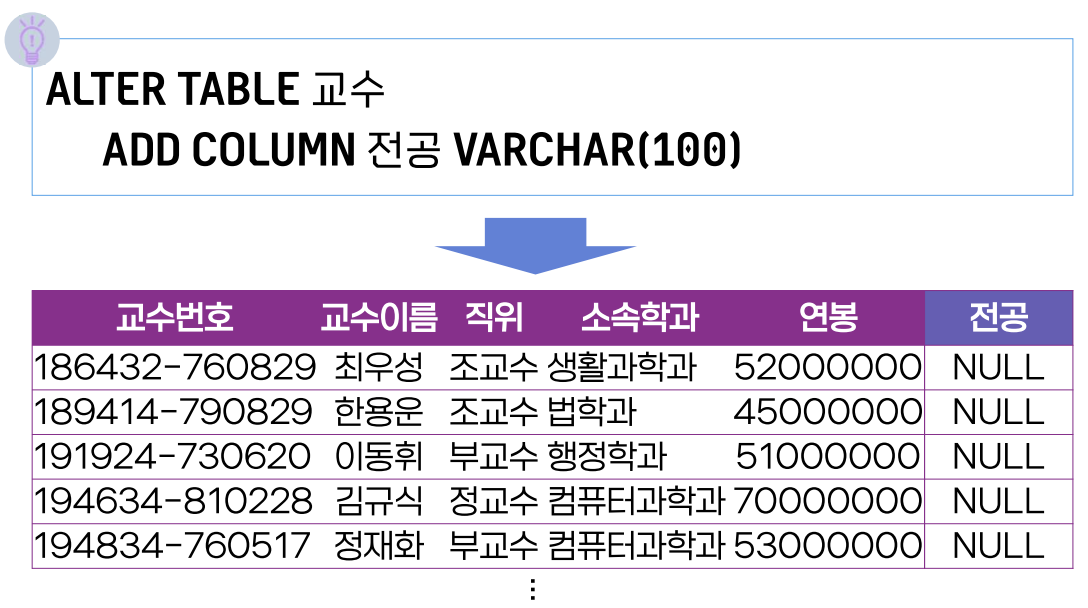 ALTER TABLE 교수
ADD COLUMN 전공 VARCHAR(100)
교수번호 교수이름 직위 소속학과 연봉 전공
186432-760829 최우성 조교수 생활과학과 52000000 NULL
189414-790829 한용운 조교수 법학과 45000000 NULL
191924-730620 이동휘 부교수 행정학과 51000000 NULL
194634-810228 김규식 정교수 컴퓨터과학과 70000000 NULL
194834-760517 정재화 부교수 컴퓨터과학과 53000000 NULL
⋮